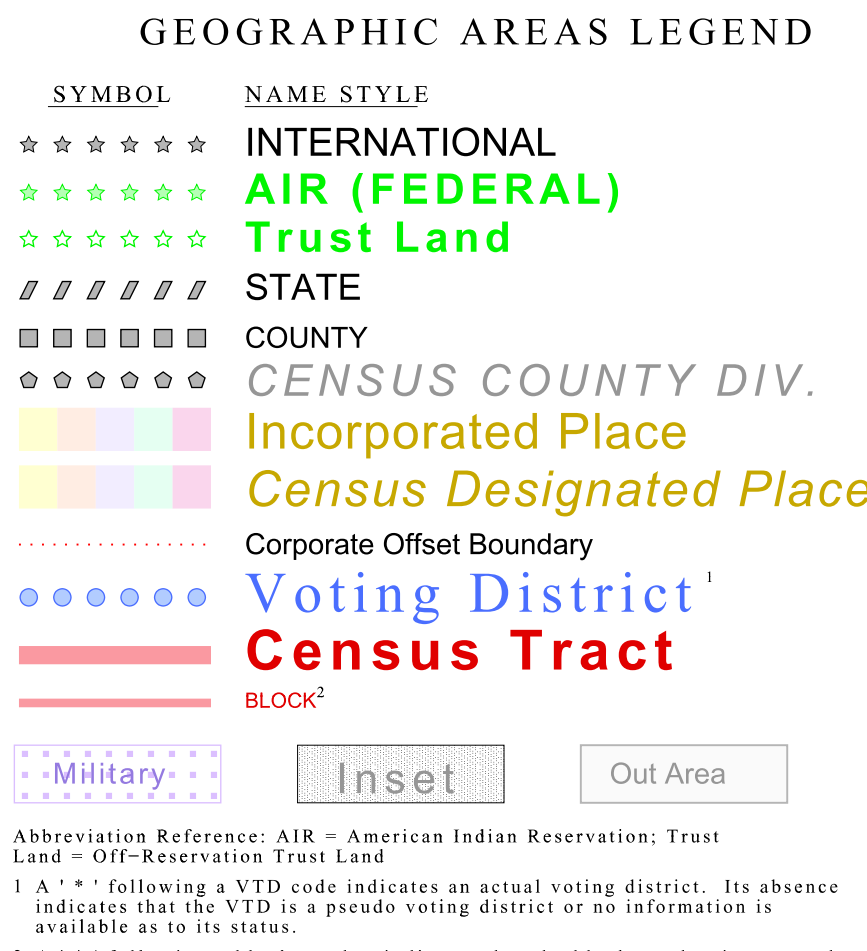 GEOGRAPHIC AREAS LEGEND
SYMBOL NAME STYLE
INTERNATIONAL
AIR (FEDERAL)
Trust Land
STATE
COUNTY
CENSUS COUNTY DIV.
Incorporated Place
Census Designated Place
Corporate Offset Boundary
Voting District 1
Census Tract
BLOCK2
Military Inset Out Area
Abbreviation Reference: AIR = American Indian Reservation; Trust
Land = Off−Reservation Trust Land
1 A ' * ' following a VTD code indicates an actual voting district. Its absence
indicates that the VTD is a pseudo voting district or no information is
available as to its status.